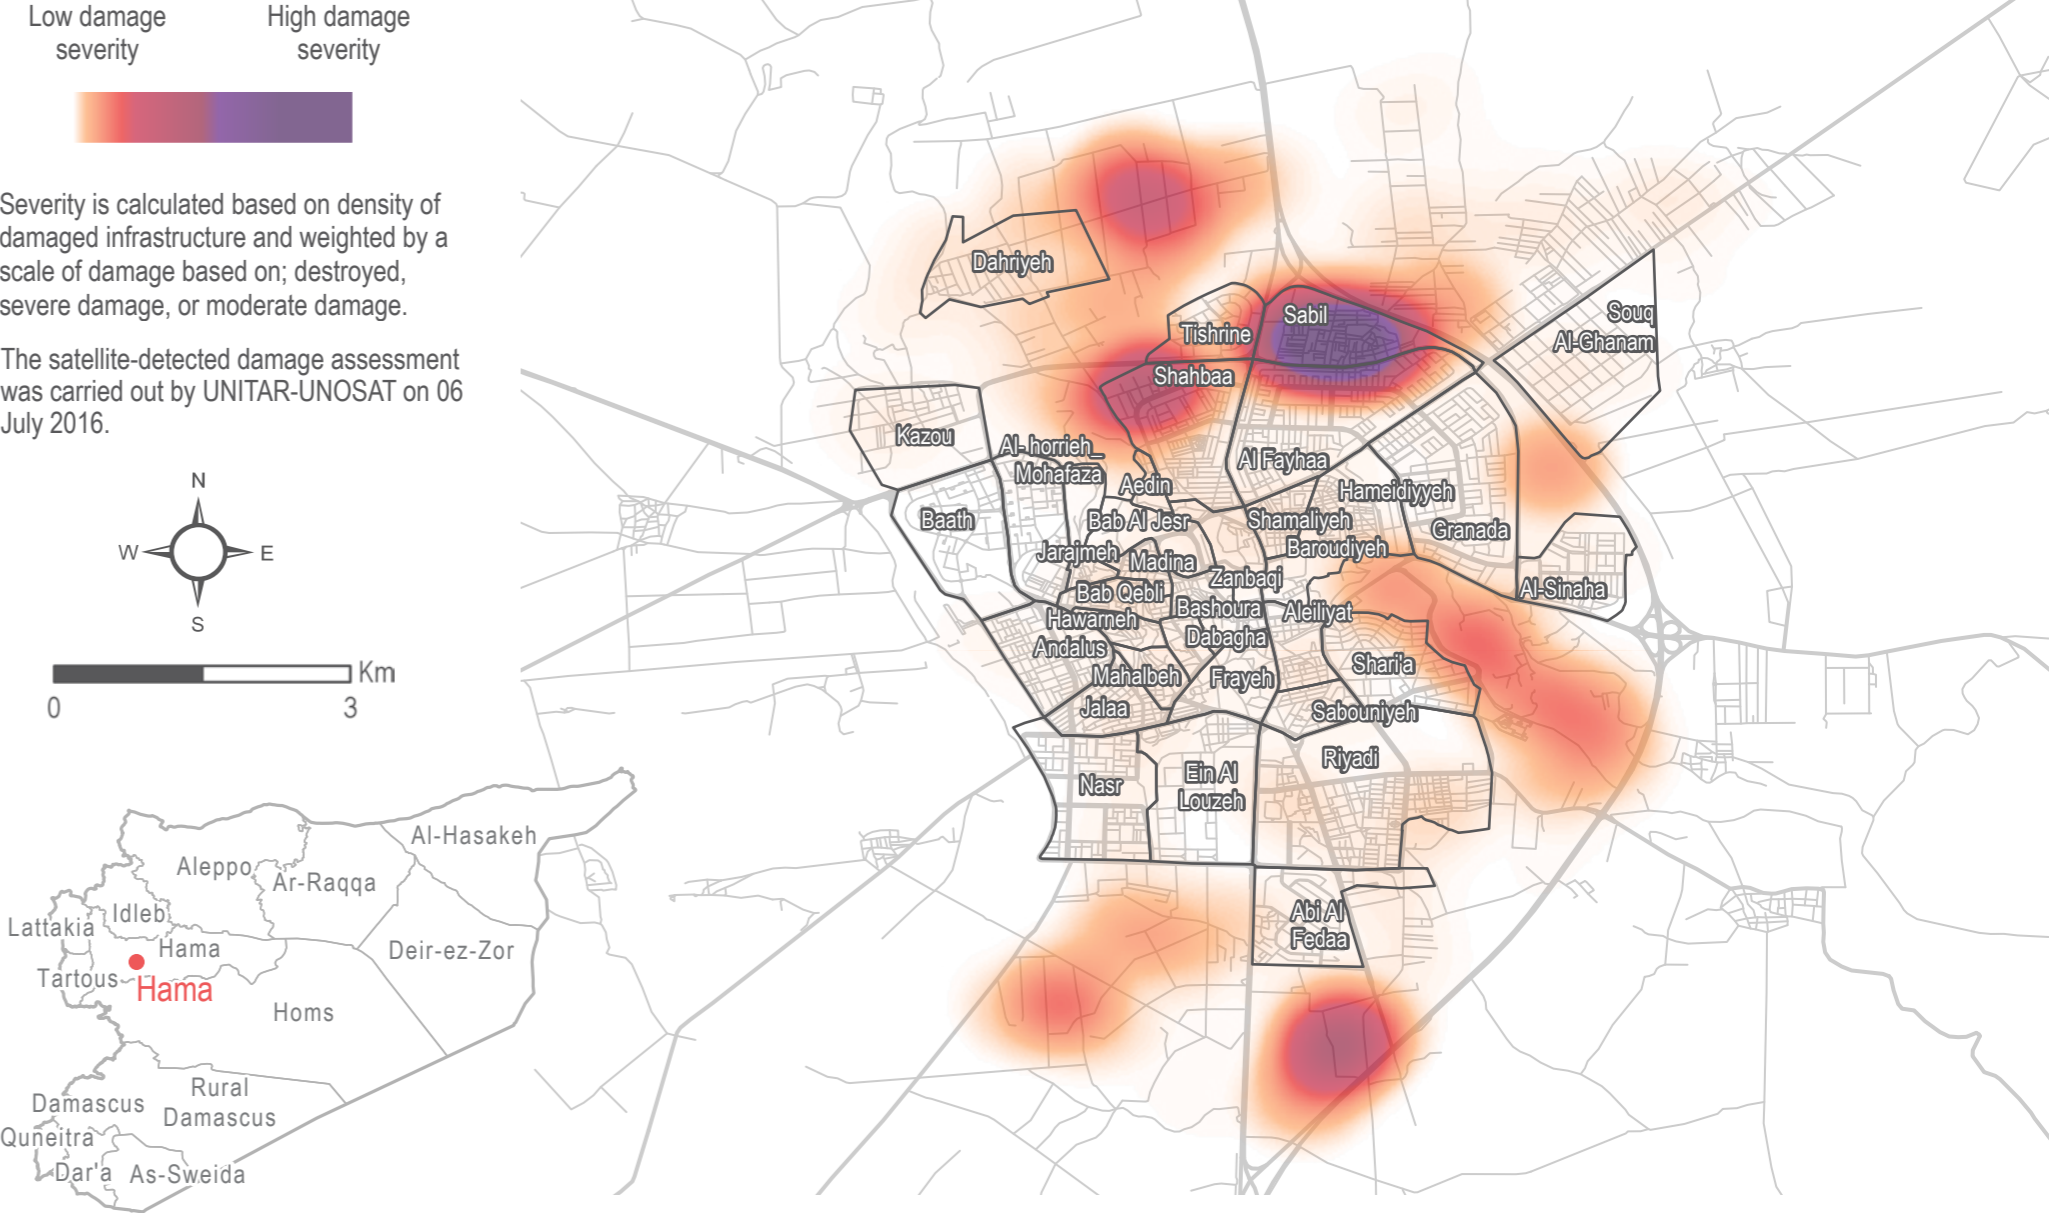 Low damage
severity
High damage
severity
Severity is calculated based on density of
damaged infrastructure and weighted by a
scale of damage based on; destroyed,
severe damage, or moderate damage.
The satellite-detected damage assessment
was carried out by UNITAR-UNOSAT on 06
July 2016.
N
W
E
S
Km
0
3
Al-Hasakeh
Aleppo
Ar-Raqqa
Idleb
Lattakia
Hama
Deir-ez-Zor
Tartous
Hama
Homs
Rural
Damascus
Damascus
Quneitra
Dar'a
As-Sweida
Dahriyeh
Tishrine
Sabil
Souq
Al-Ghanam
Shahbaa
Kazou
Al- horrieh_
Mohafaza
Aedin
Al Fayhaa
Hameidiyyeh
Baath
Bab Al Jesr
Shamaliyeh
Granada
Jarajmeh
Madina
Baroudiyeh
Zanbaqi
Al-Sinaha
Bab Qebli
Bashoura
Aleiliyat
Hawarneh
Dabagha
Andalus
Shari'a
Mahalbeh
Frayeh
Jalaa
Sabouniyeh
Riyadi
Nasr
Ein Al
Louzeh
Abi Al
Fedaa